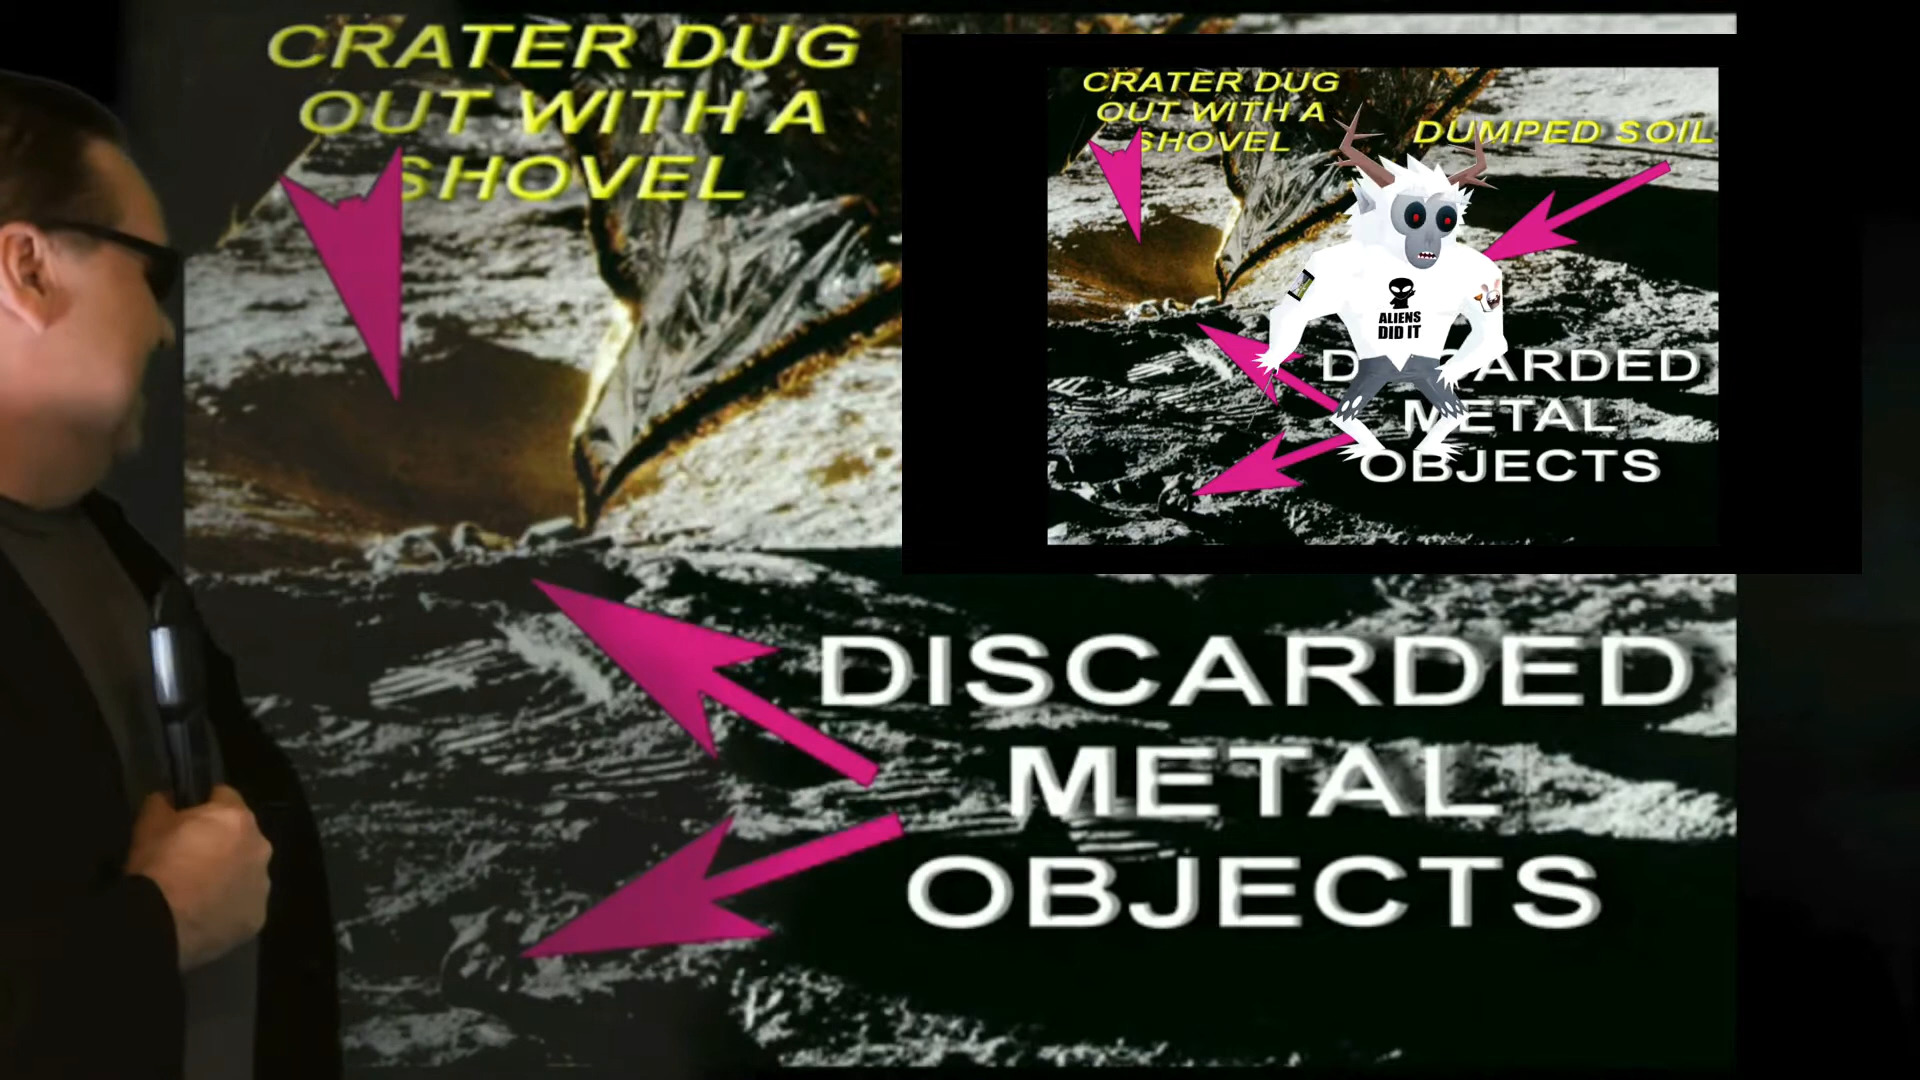 CRATER DUG
OUT WITH A
SHOVEL
DISCARDED
METAL
OBJECTS
CRATER DUG
OUT WITH A
SHOVEL
DUMPED SOIL
ALIENS
DID IT
DISCARDED
METAL
OBJECTS